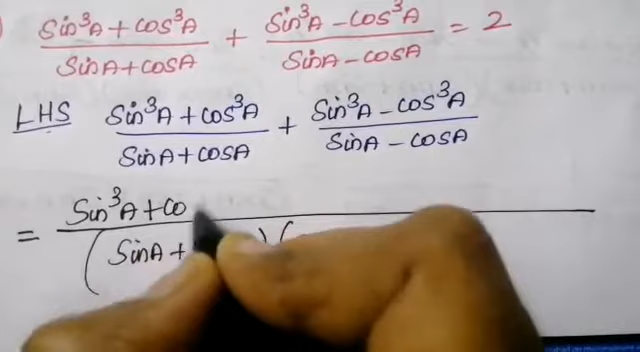 ) Sin³A + cos³A / SinA + cosA + Sin³A - cos³A / SinA - cosA = 2
LHS Sin³A + cos³A / SinA + cosA + Sin³A - cos³A / SinA - cosA
= Sin³A + co / (SinA + )(